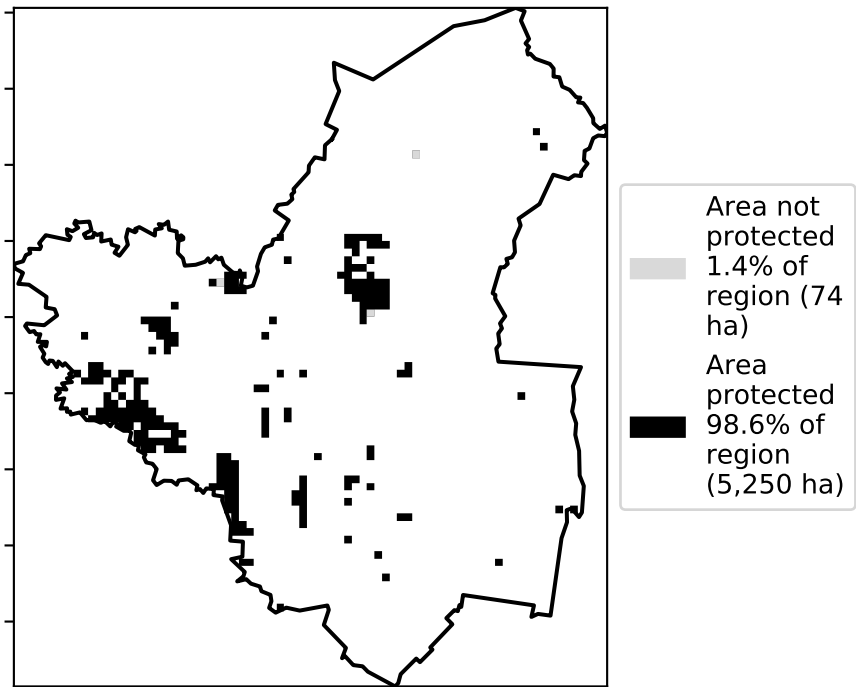 Area not
protected
1.4% of
region (74
ha)
Area
protected
98.6% of
region
(5,250 ha)